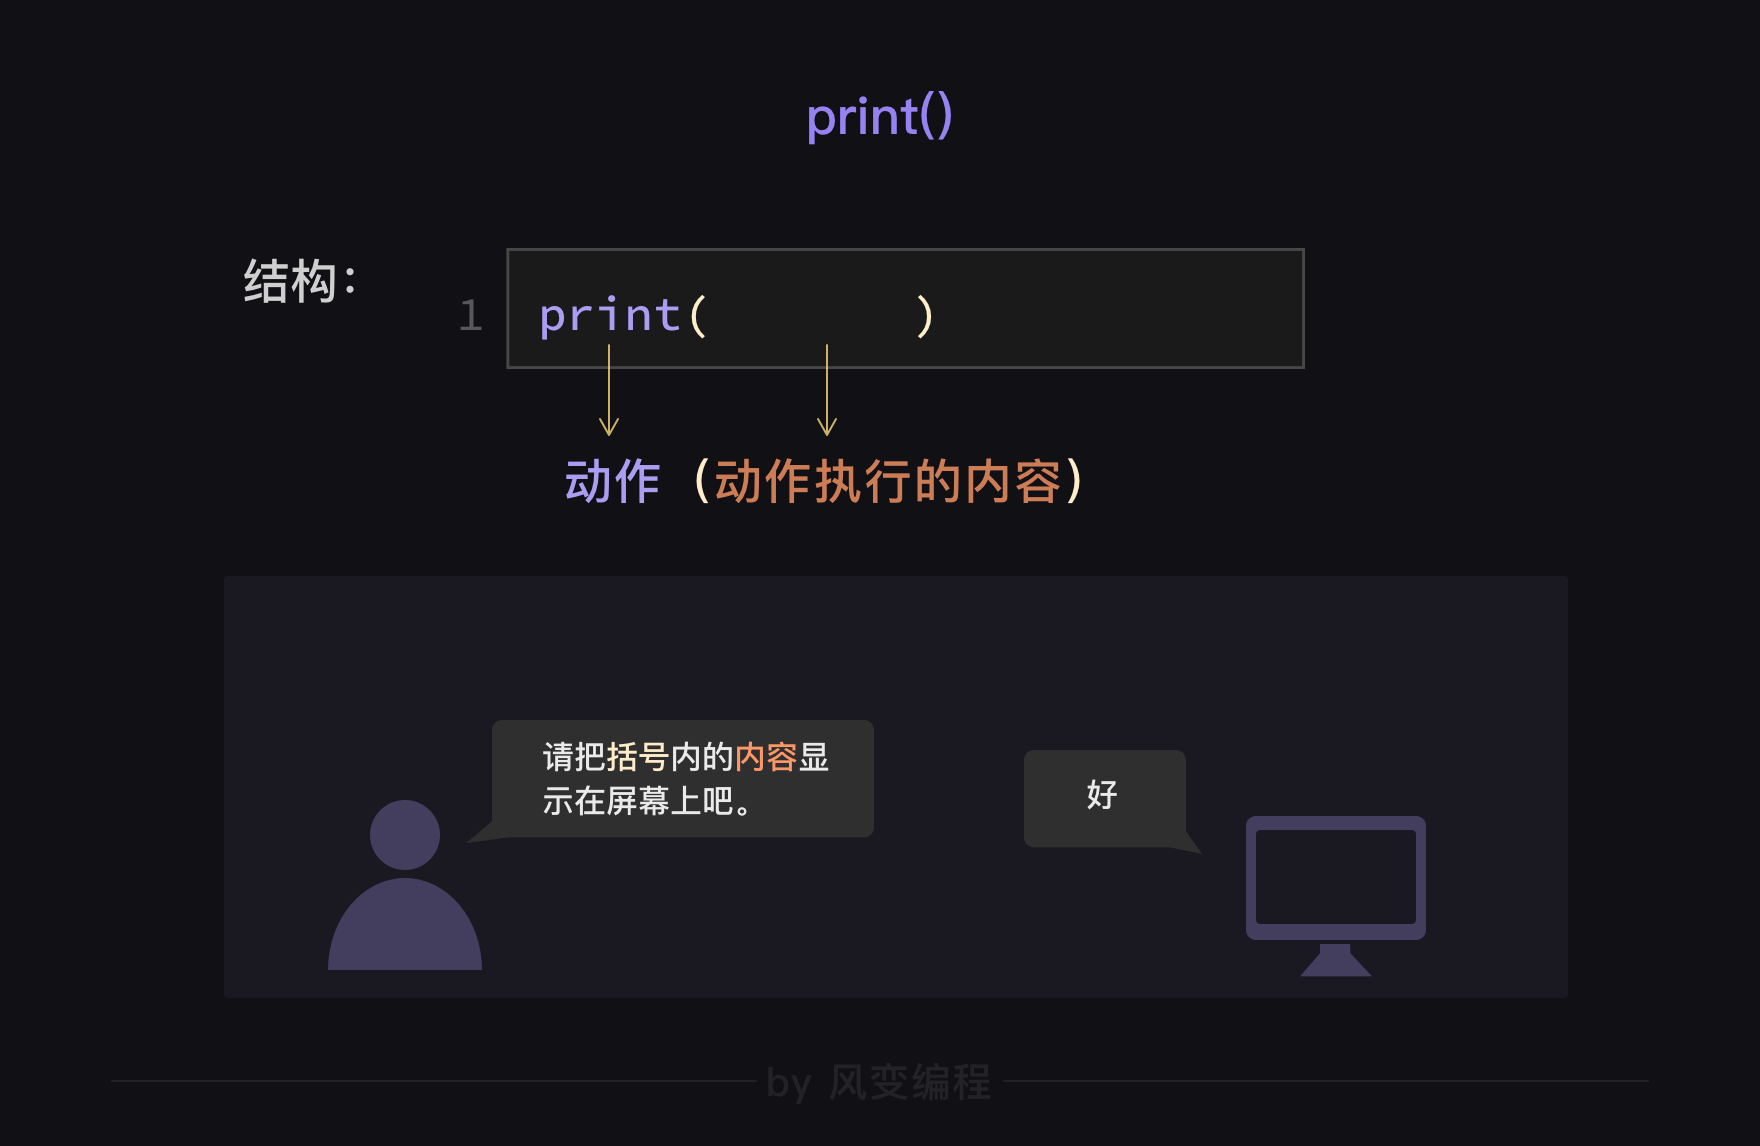 print()
结构：
1 print( )
动作 (动作执行的内容)
请把括号内的内容显
示在屏幕上吧。
好
by 风变编程